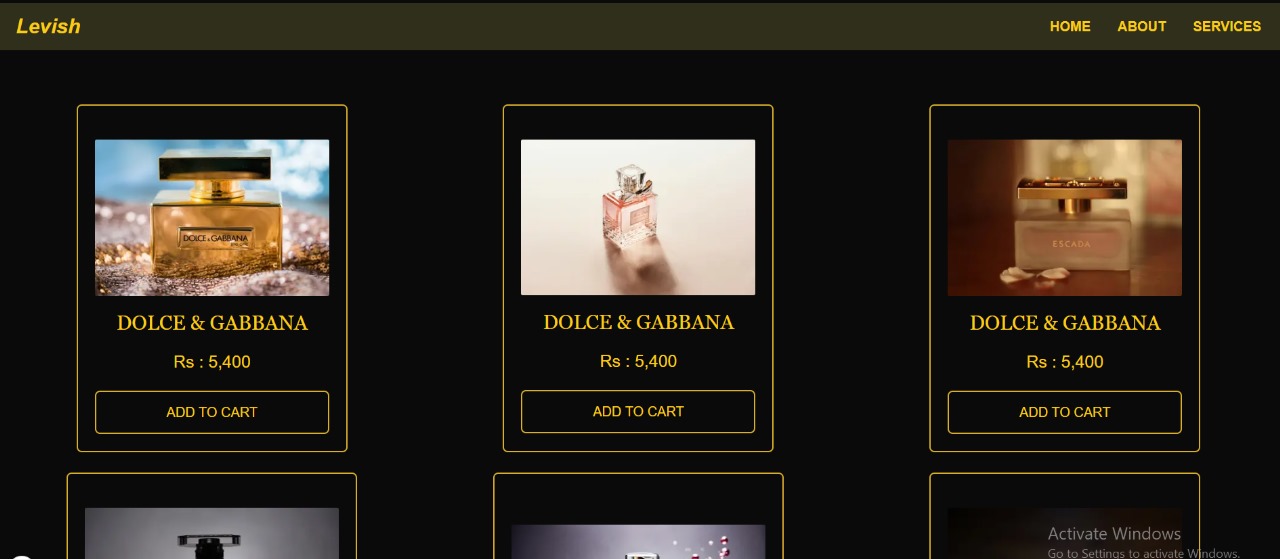 Levish
HOME ABOUT SERVICES
DOLCE & GABBANA
ESCADA
DOLCE & GABBANA
Rs : 5,400
ADD TO CART
DOLCE & GABBANA
Rs : 5,400
ADD TO CART
DOLCE & GABBANA
Rs : 5,400
ADD TO CART
Activate Windows
Go to Settings to activate Windows.